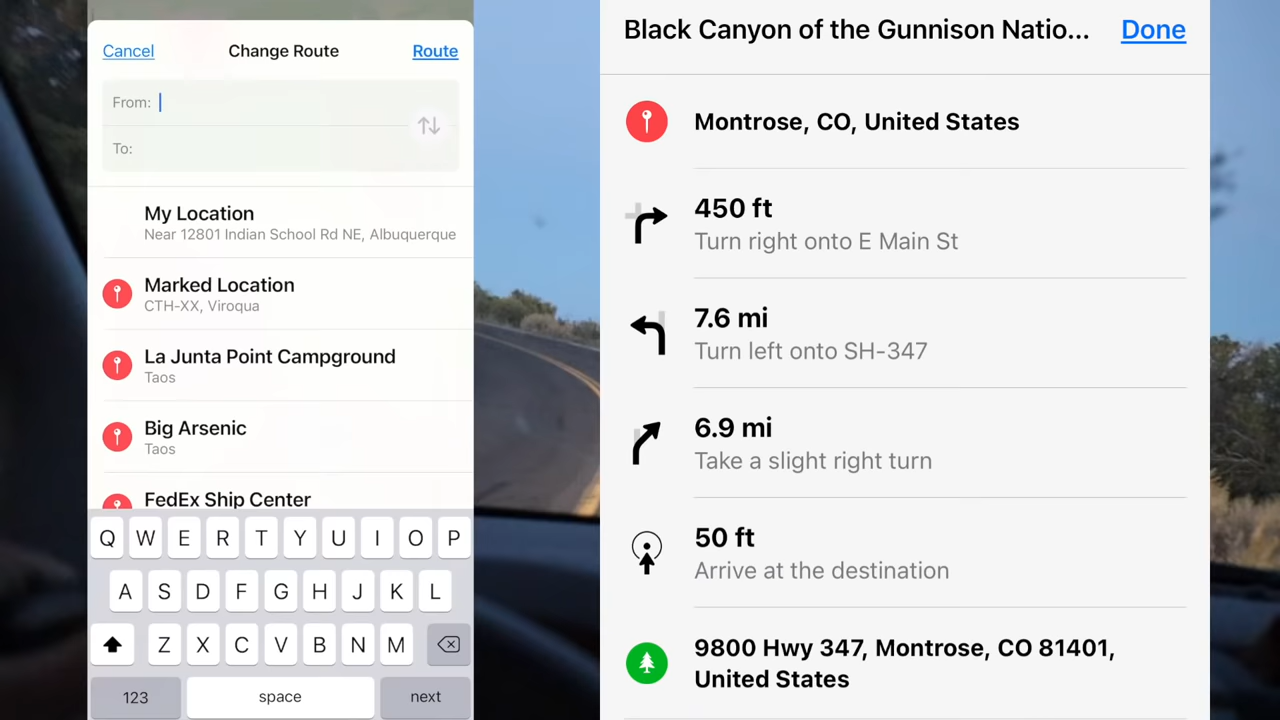 Cancel
Change Route
Route
From:
To:
My Location
Near 12801 Indian School Rd NE, Albuquerque
Marked Location
CTH-XX, Viroqua
La Junta Point Campground
Taos
Big Arsenic
Taos
FedEx Ship Center
Q W E R T Y U I O P
A S D F G H J K L
Z X C V B N M
123
space
next
Black Canyon of the Gunnison Natio...
Done
Montrose, CO, United States
450 ft
Turn right onto E Main St
7.6 mi
Turn left onto SH-347
6.9 mi
Take a slight right turn
50 ft
Arrive at the destination
9800 Hwy 347, Montrose, CO 81401,
United States